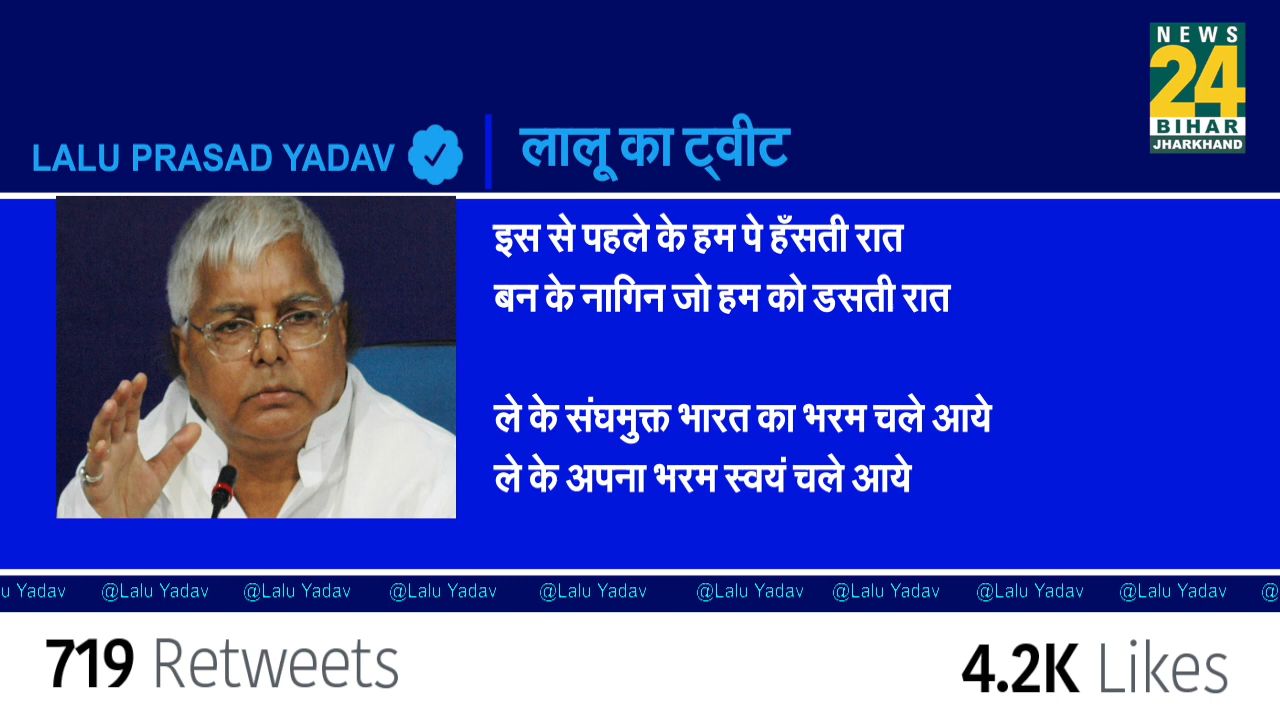 NEWS
24
BIHAR
JHARKHAND
LALU PRASAD YADAV
लालू का ट्वीट
इस से पहले के हम पे हँसती रात
बन के नागिन जो हम को डसती रात
ले के संघमुक्त भारत का भरम चले आये
ले के अपना भरम स्वयं चले आये
u Yadav @Lalu Yadav @Lalu Yadav @Lalu Yadav @Lalu Yadav @Lalu Yadav @Lalu Yadav @Lalu Yadav @Lalu Yadav @
719 Retweets
4.2K Likes